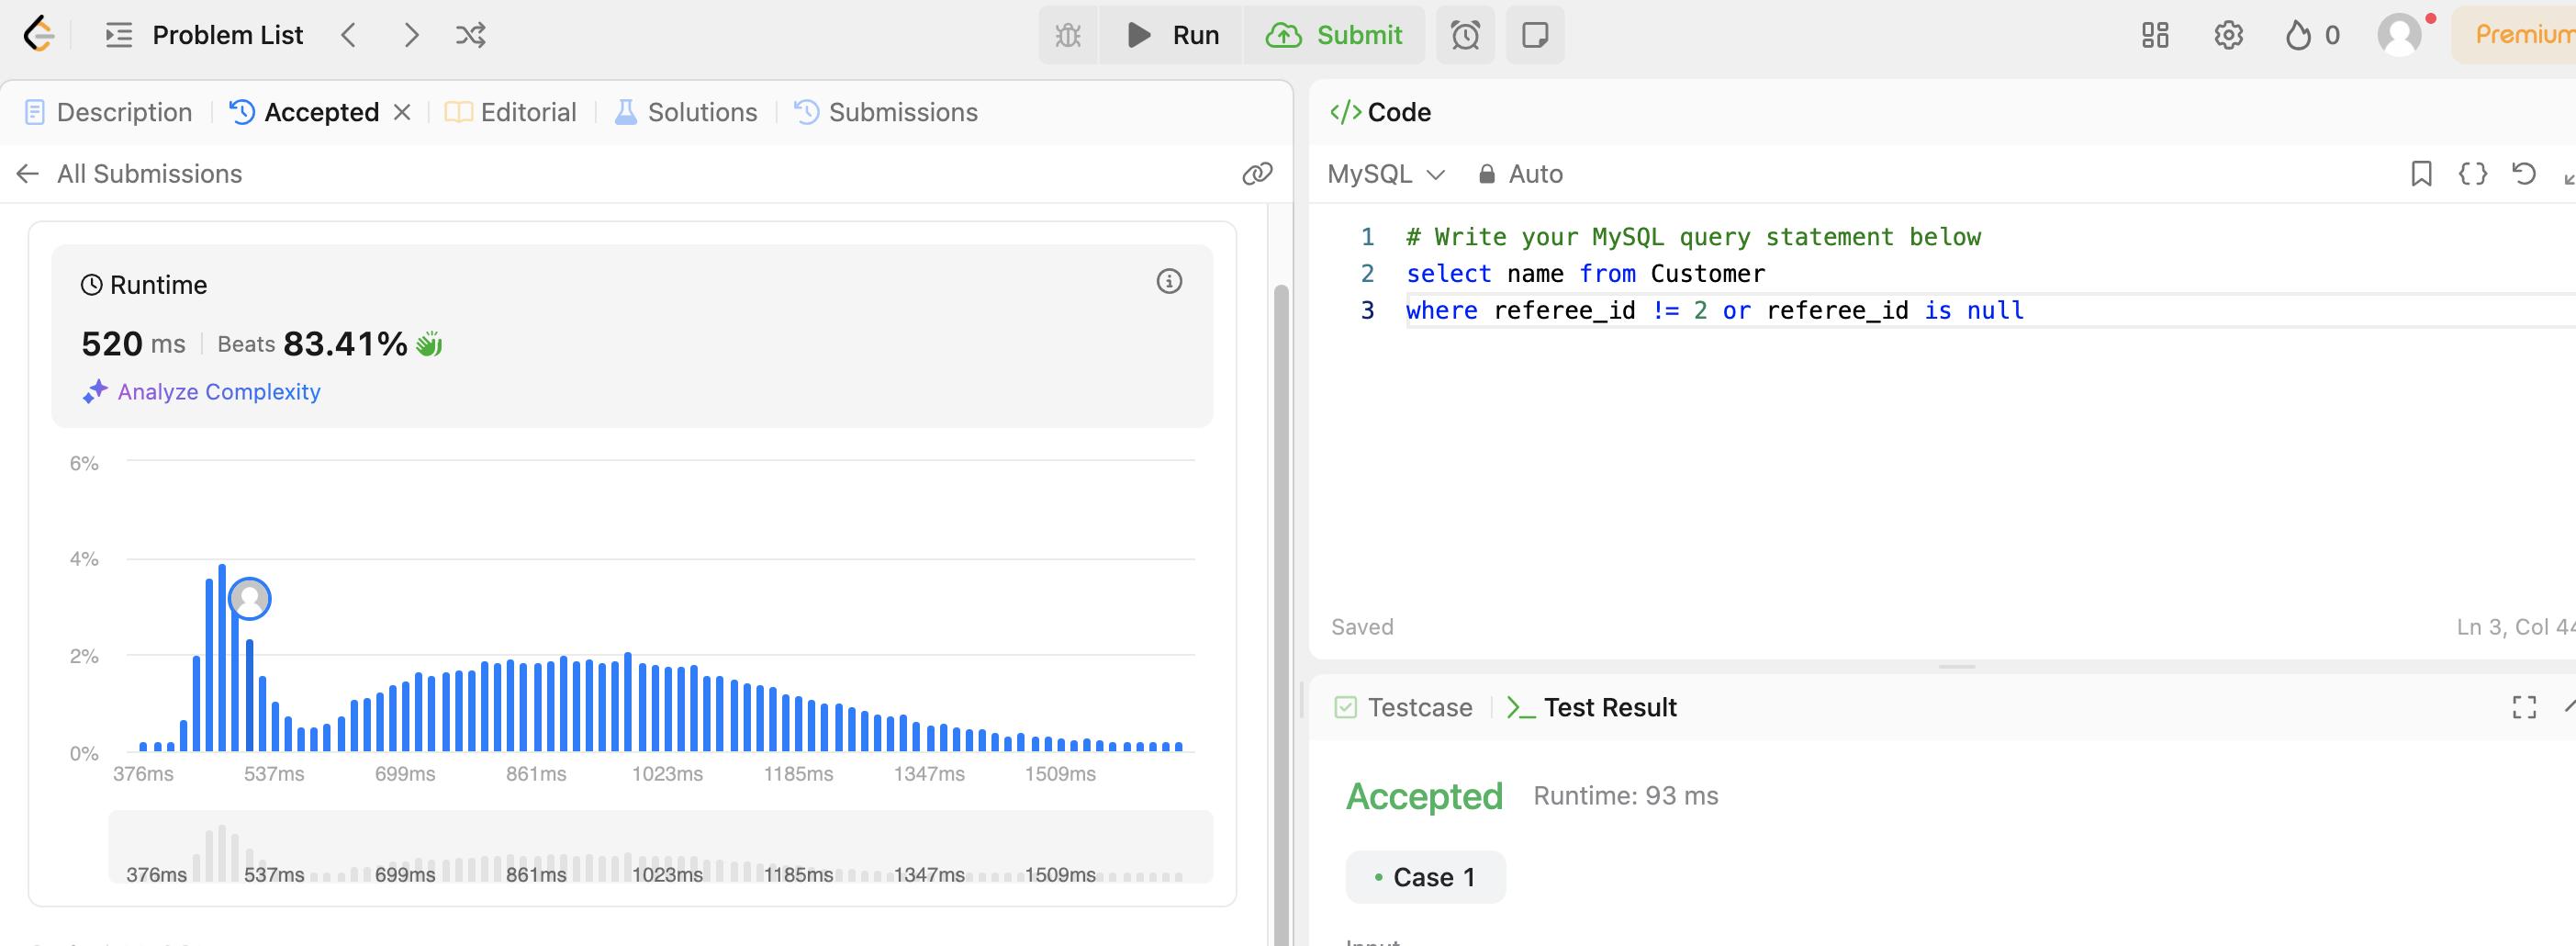 Problem List
Run
Submit
0
Premium
Description
Accepted
Editorial
Solutions
Submissions
All Submissions
Runtime
520 ms
Beats 83.41%
Analyze Complexity
6%
4%
2%
0%
376ms 537ms 699ms 861ms 1023ms 1185ms 1347ms 1509ms
376ms 537ms 699ms 861ms 1023ms 1185ms 1347ms 1509ms
</> Code
MySQL
Auto
1 # Write your MySQL query statement below
2 select name from Customer
3 where referee_id != 2 or referee_id is null
Saved
Ln 3, Col 44
Testcase
>_ Test Result
Accepted
Runtime: 93 ms
• Case 1